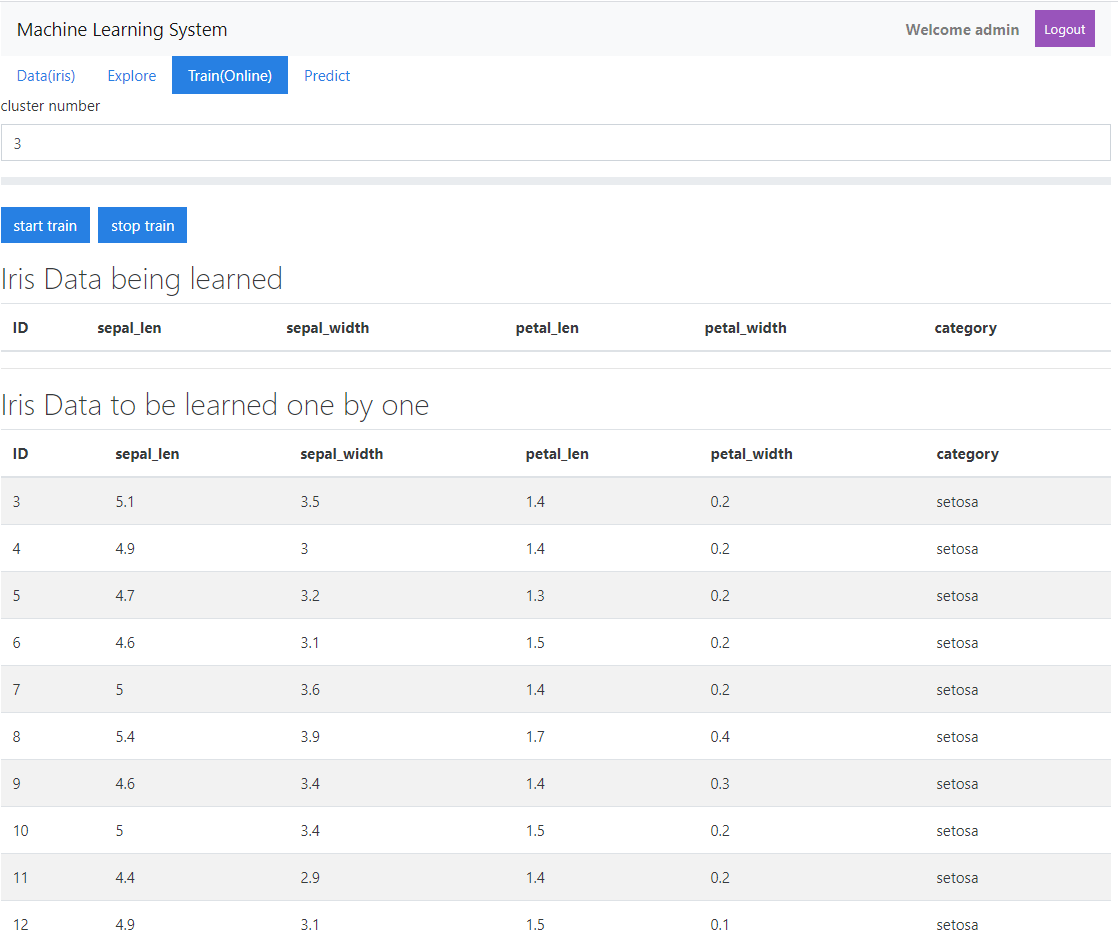 Machine Learning System Welcome admin Logout
Data(iris) Explore Train(Online) Predict
cluster number
3
start train stop train
Iris Data being learned
ID sepal_len sepal_width petal_len petal_width category
Iris Data to be learned one by one
ID sepal_len sepal_width petal_len petal_width category
3 5.1 3.5 1.4 0.2 setosa
4 4.9 3 1.4 0.2 setosa
5 4.7 3.2 1.3 0.2 setosa
6 4.6 3.1 1.5 0.2 setosa
7 5 3.6 1.4 0.2 setosa
8 5.4 3.9 1.7 0.4 setosa
9 4.6 3.4 1.4 0.3 setosa
10 5 3.4 1.5 0.2 setosa
11 4.4 2.9 1.4 0.2 setosa
12 4.9 3.1 1.5 0.1 setosa